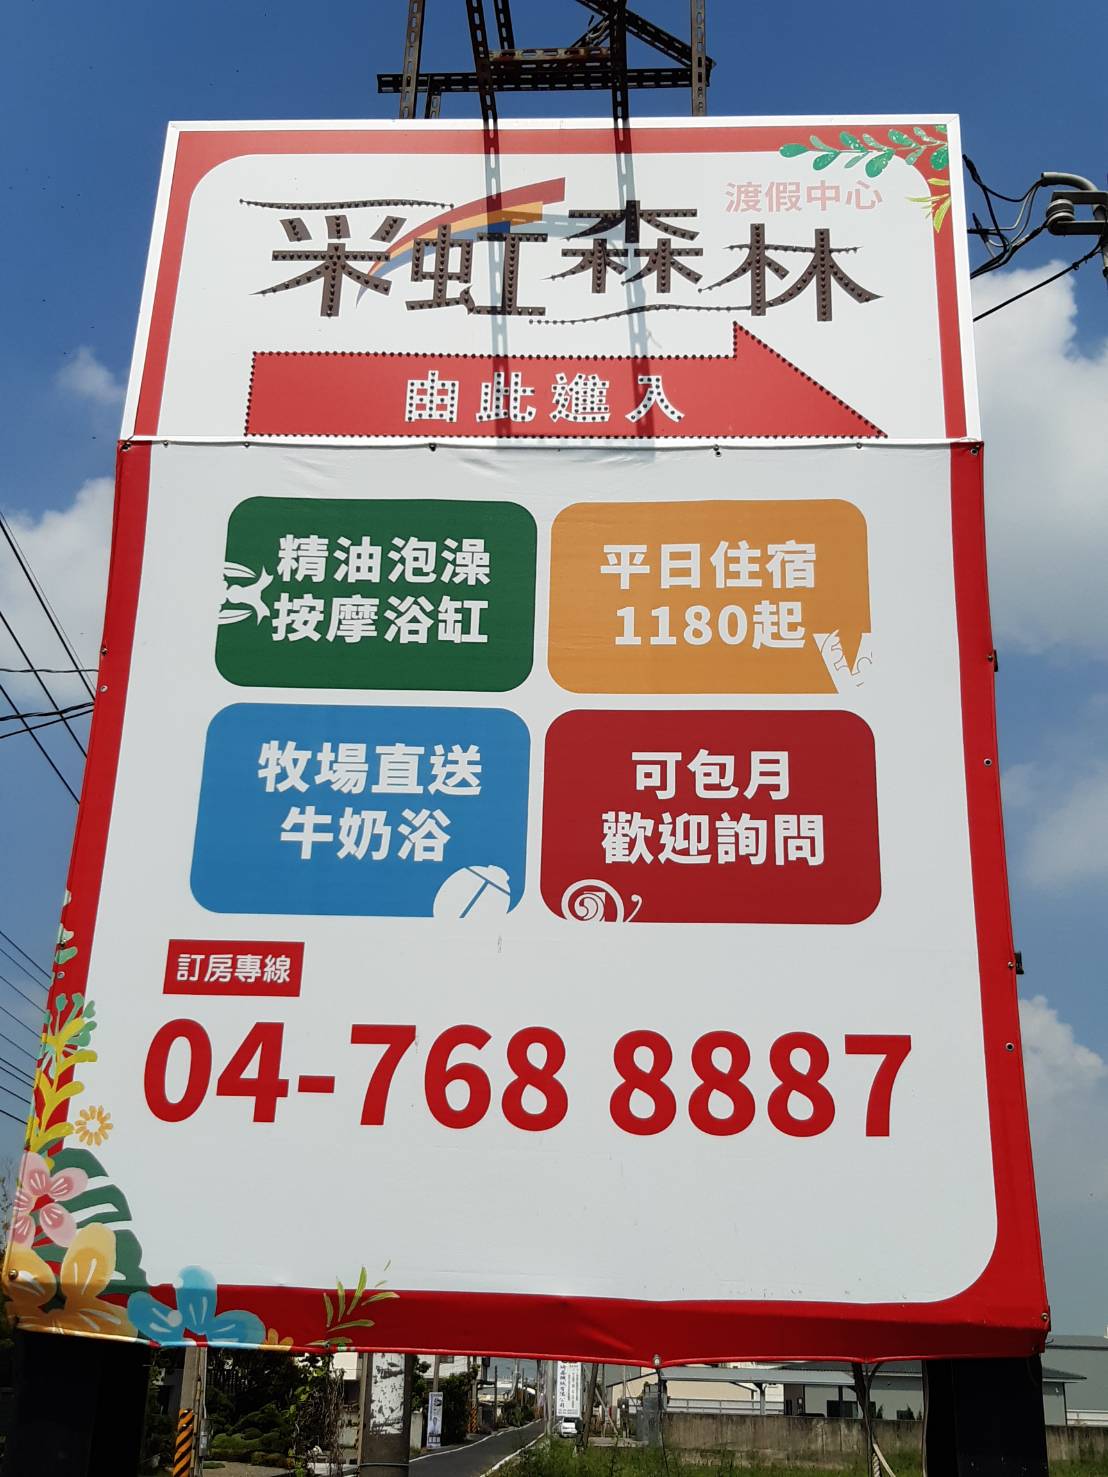 渡假中心
彩虹森林
由此進入
精油泡澡
按摩浴缸
平日住宿
1180起
牧場直送
牛奶浴
可包月
歡迎詢問
訂房專線
04-768 8887